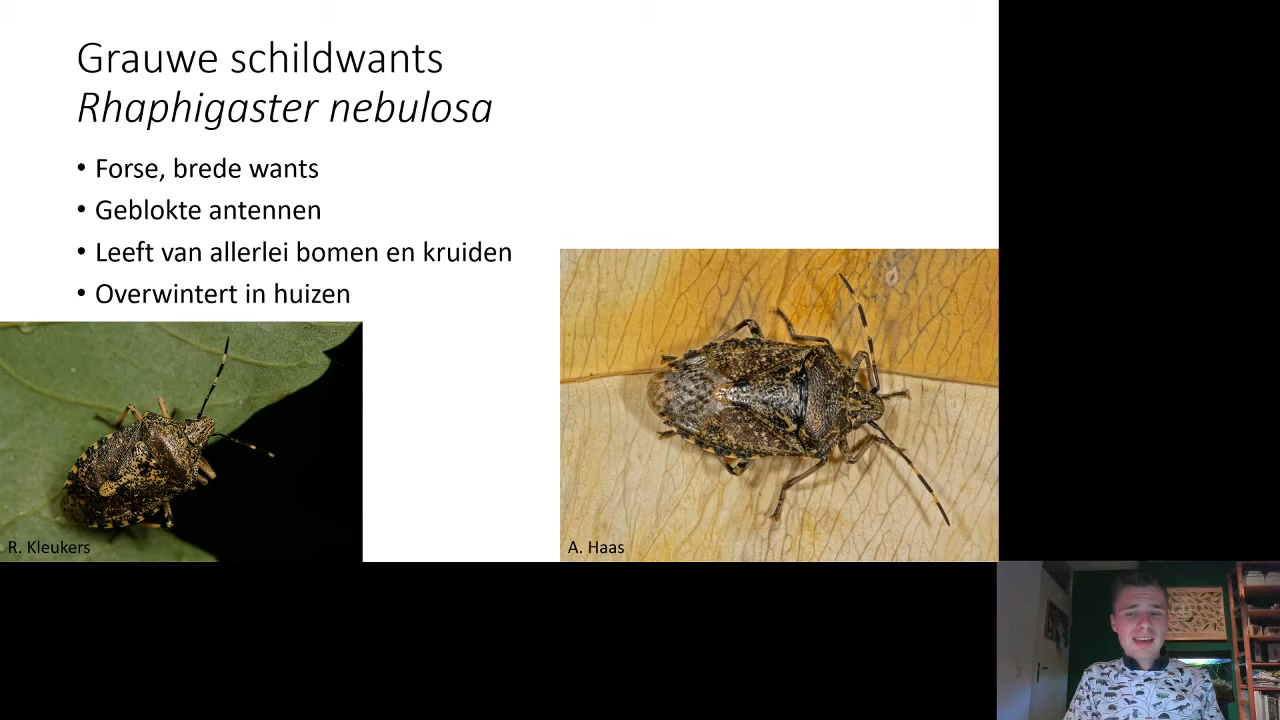 Grauwe schildwants
Rhaphigaster nebulosa
• Forse, brede wants
• Geblokte antennen
• Leeft van allerlei bomen en kruiden
• Overwintert in huizen
R. Kleukers
A. Haas